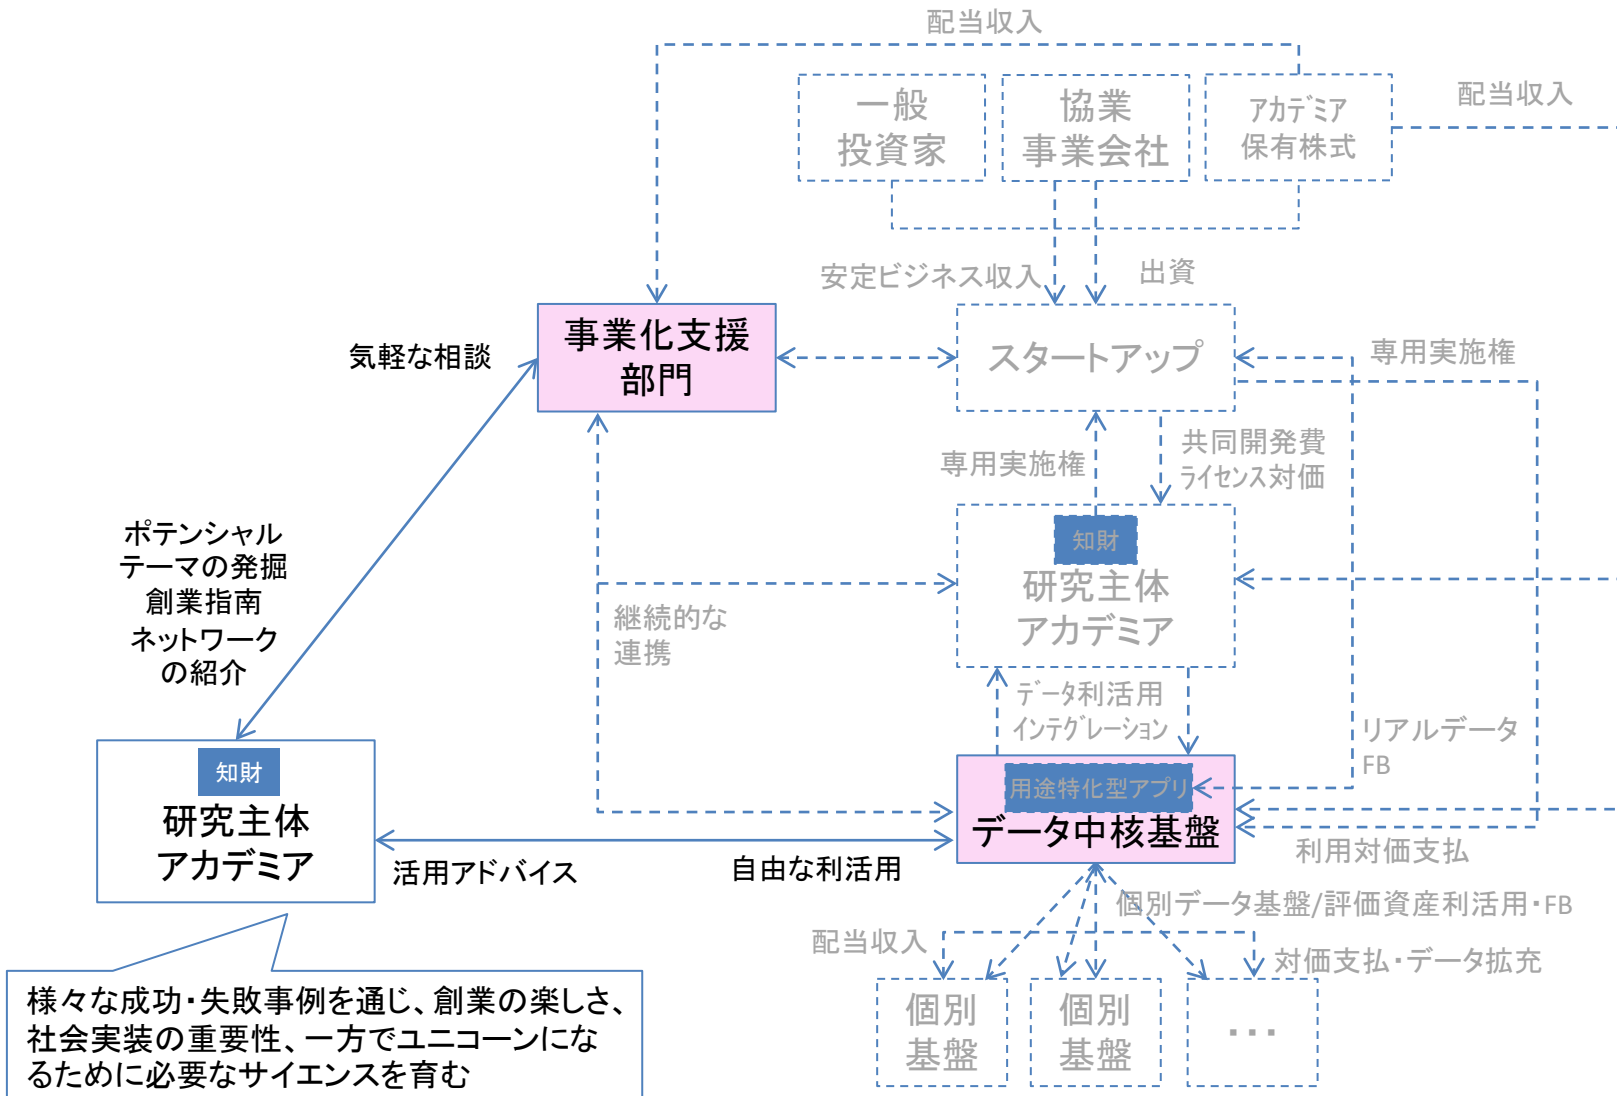 配当収入
一般
投資家
協業
事業会社
ｱｶﾃﾞﾐｱ
保有株式
配当収入
安定ビジネス収入
出資
事業化支援
部門
気軽な相談
スタートアップ
専用実施権
専用実施権
共同開発費
ﾗｲｾﾝｽ対価
知財
研究主体
アカデミア
ポテンシャル
テーマの発掘
創業指南
ネットワーク
の紹介
継続的な
連携
ﾃﾞｰﾀ利活用
ｲﾝﾃｸﾞﾚｰｼｮﾝ
リアルデータ
FB
知財
研究主体
アカデミア
用途特化型アプリ
データ中核基盤
活用アドバイス
自由な利活用
利用対価支払
個別データ基盤/評価資産利活用・FB
配当収入
対価支払・データ拡充
個別
基盤
個別
基盤
・・・
様々な成功・失敗事例を通じ、創業の楽しさ、
社会実装の重要性、一方でユニコーンにな
るために必要なサイエンスを育む